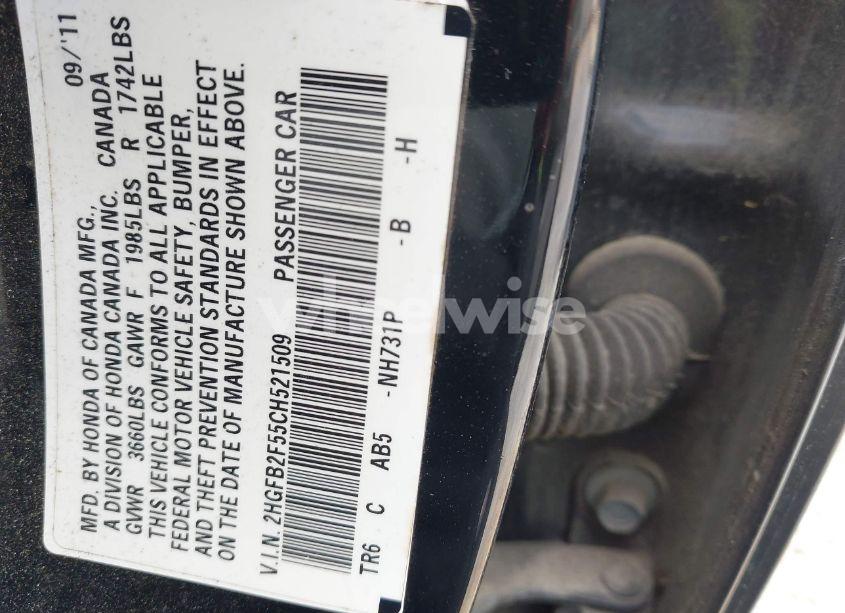 MFD. BY HONDA OF CANADA MFG., 09/'11
A DIVISION OF HONDA CANADA INC. CANADA
GVWR 3660LBS GAWR F 1985LBS R 1742LBS
THIS VEHICLE CONFORMS TO ALL APPLICABLE
FEDERAL MOTOR VEHICLE SAFETY, BUMPER,
AND THEFT PREVENTION STANDARDS IN EFFECT
ON THE DATE OF MANUFACTURE SHOWN ABOVE.
V.I.N. 2HGFB2F55CH521509 PASSENGER CAR
TR6 C AB5 -NH731P -B -H
wheelwise